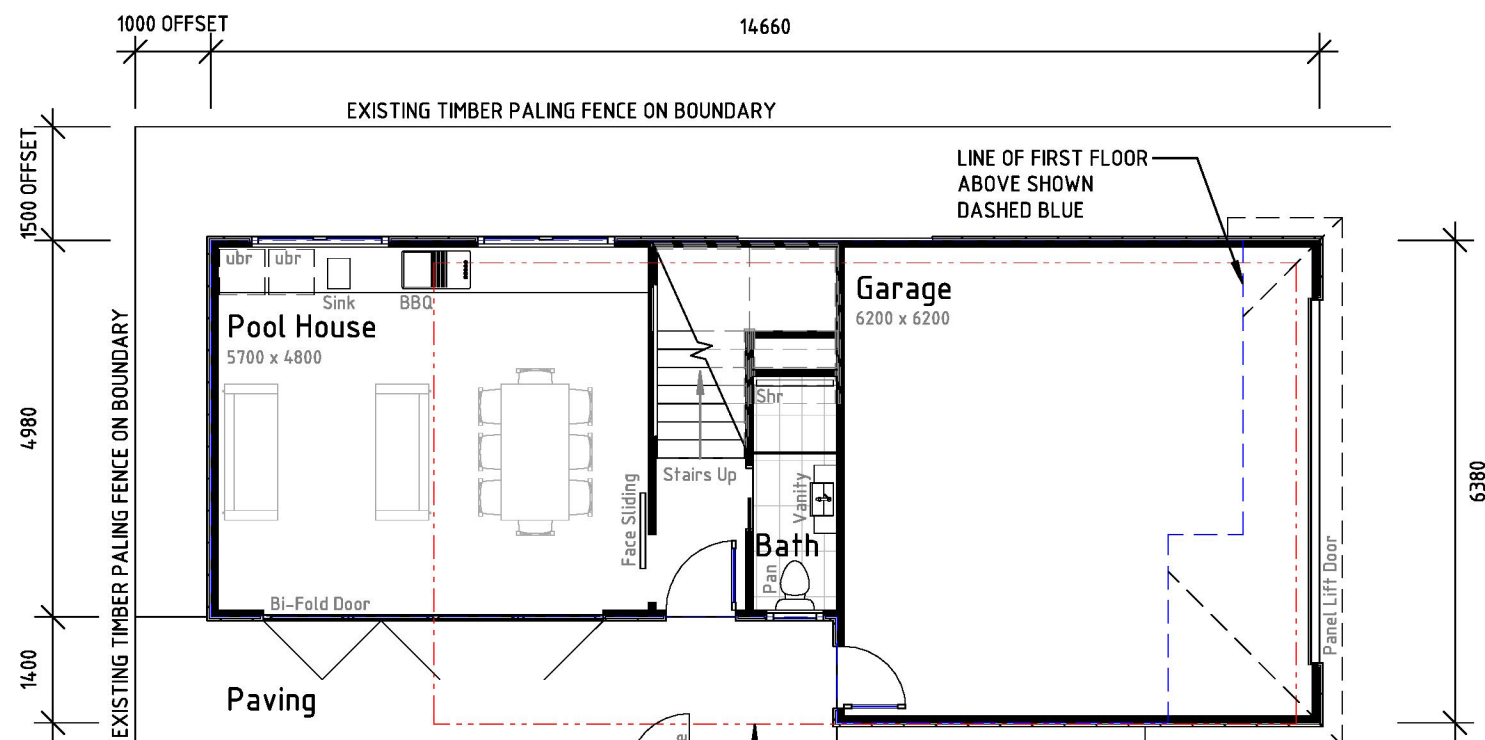 1000 OFFSET
14660
EXISTING TIMBER PALING FENCE ON BOUNDARY
1500 OFFSET
LINE OF FIRST FLOOR
ABOVE SHOWN
DASHED BLUE
ubr
ubr
Sink
BBQ
Pool House
5700 x 4800
Garage
6200 x 6200
Shr
Stairs Up
Vanity
Face Sliding
Bath
Pan
Bi-Fold Door
Panel Lift Door
4980
6380
EXISTING TIMBER PALING FENCE ON BOUNDARY
1400
Paving